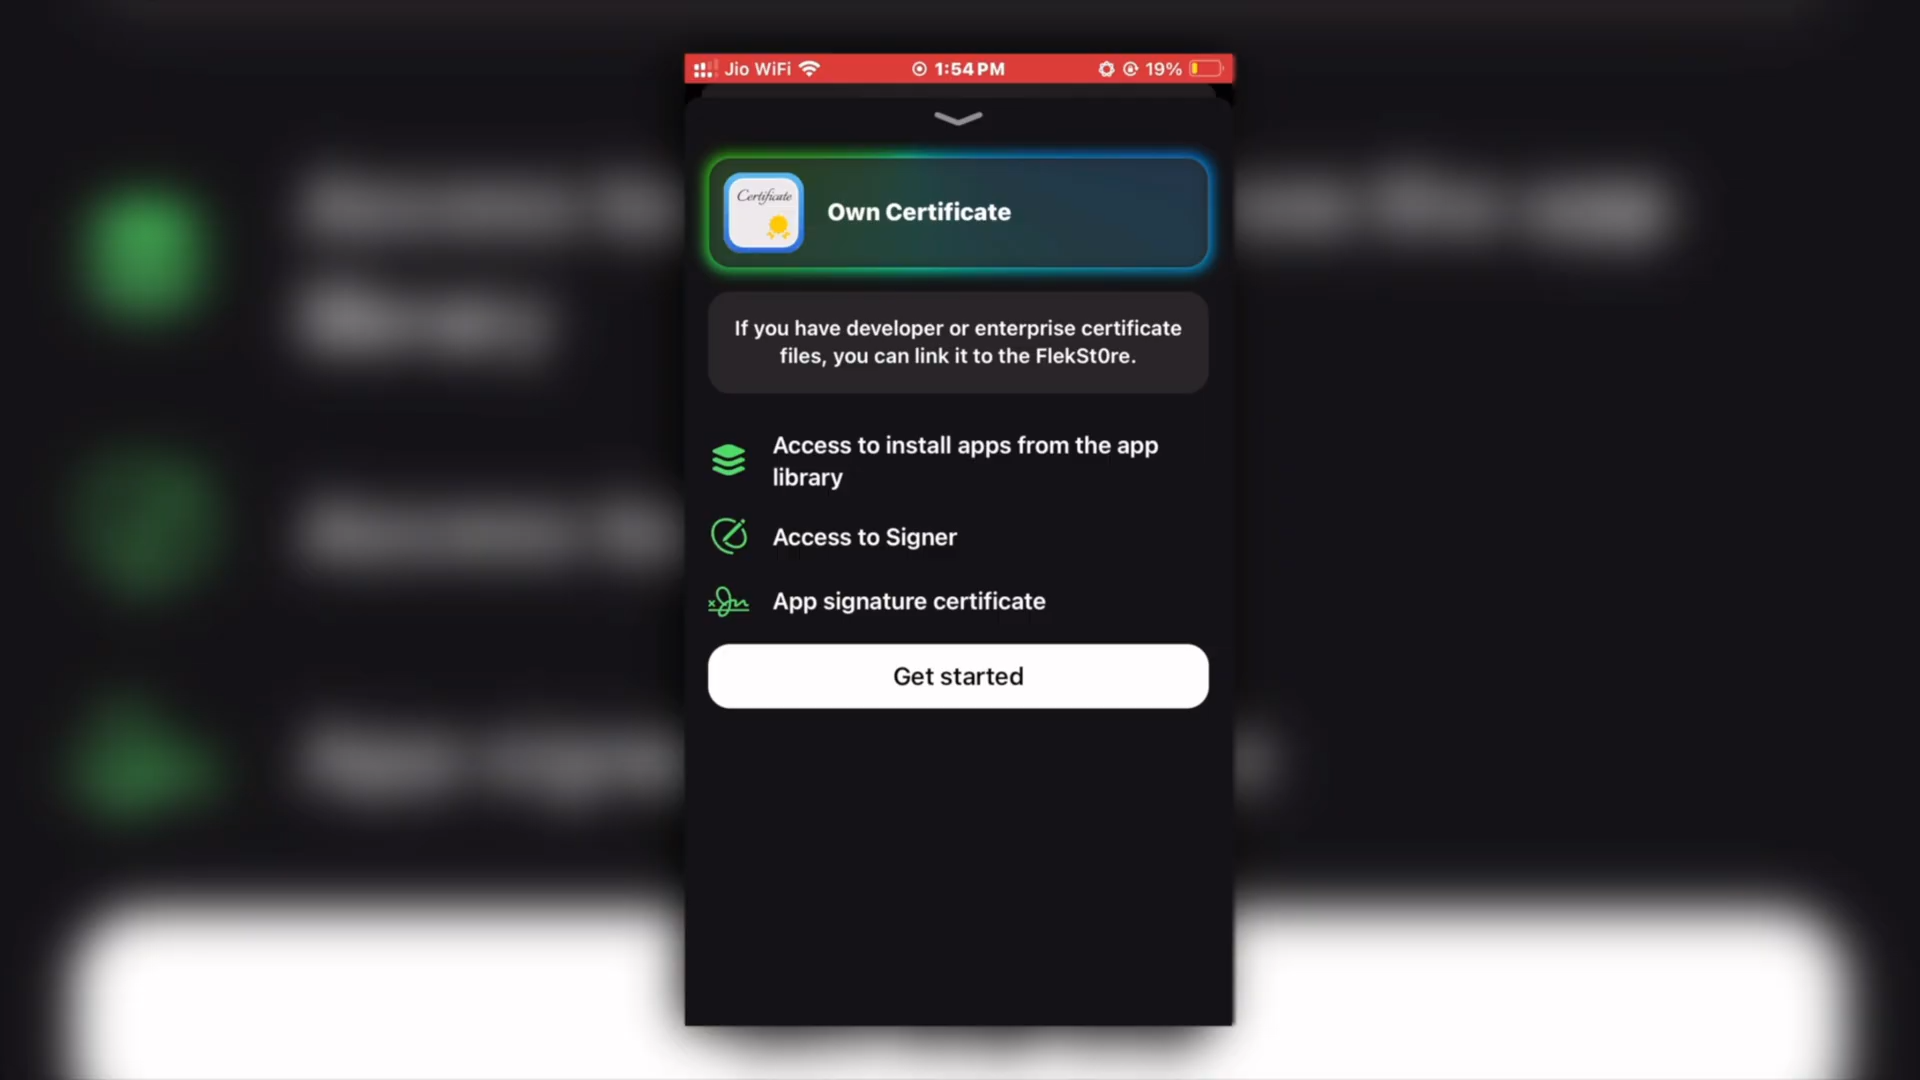 Jio WiFi 1:54 PM 19%
Certificate
Own Certificate
If you have developer or enterprise certificate
files, you can link it to the FlekSt0re.
Access to install apps from the app
library
Access to Signer
App signature certificate
Get started